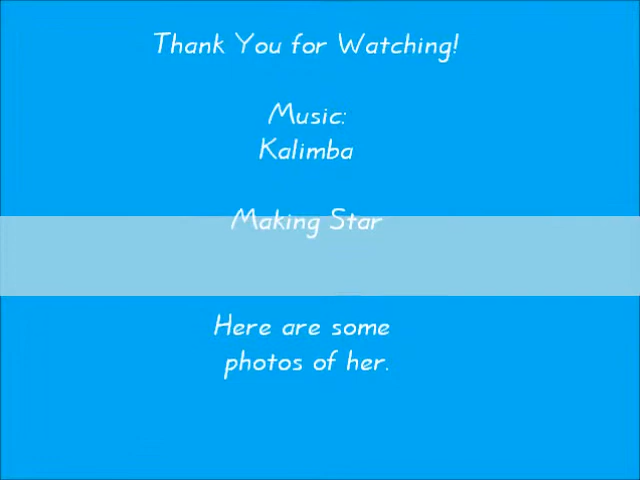 Thank You for Watching!
Music:
Kalimba
Making Star
Here are some
photos of her.